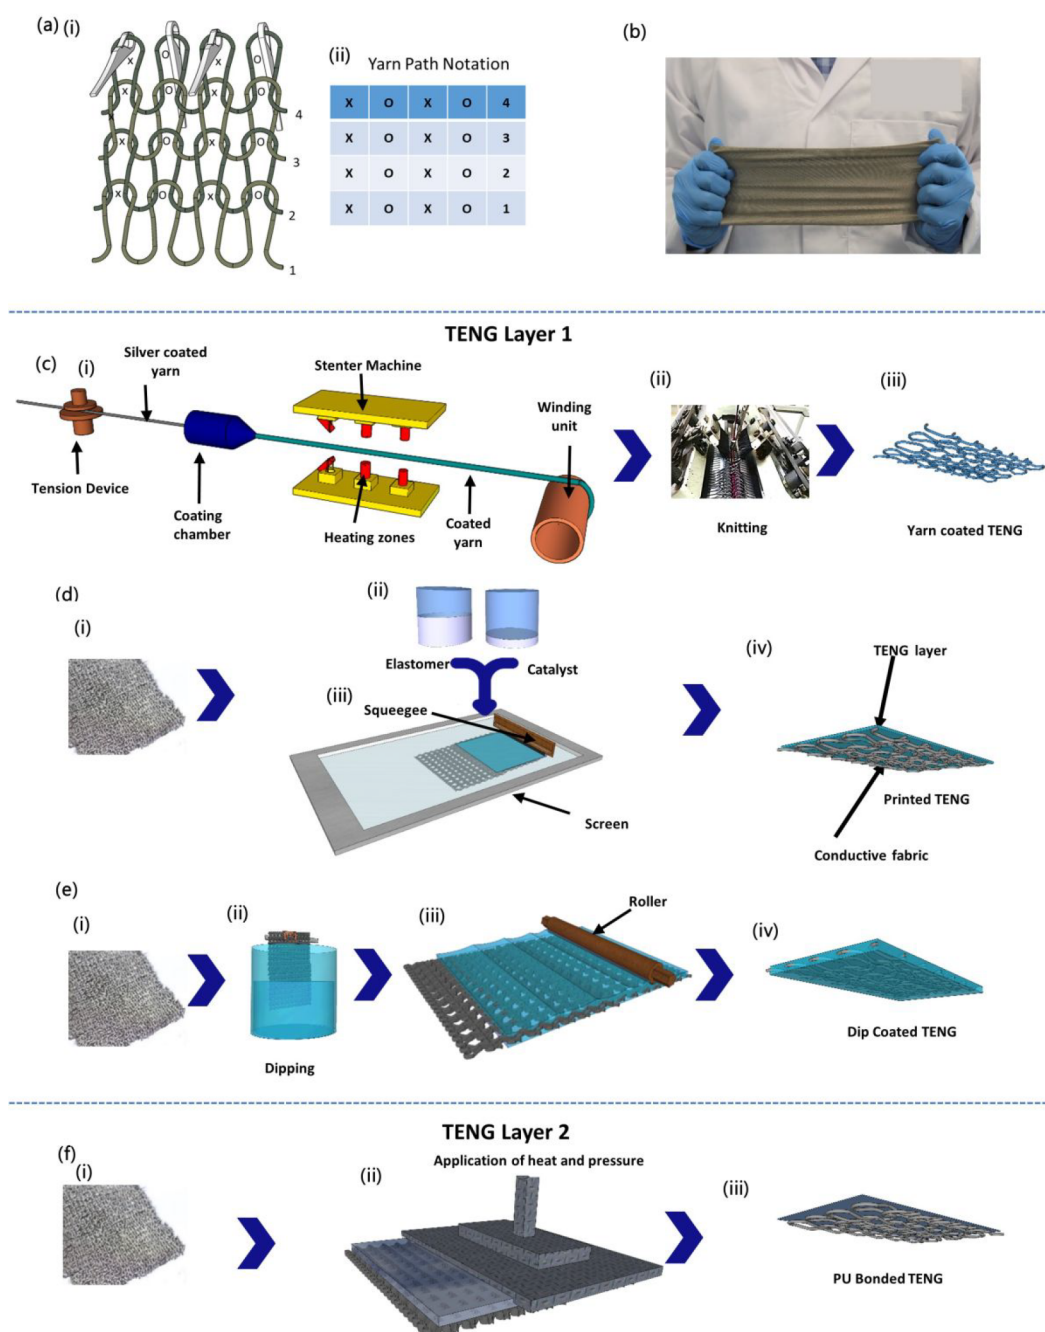 (a)
(i)
X
O
X
O
X
O
X
O
4
X
O
X
O
3
X
O
X
O
2
1
(ii)
Yarn Path Notation
X O X O 4
X O X O 3
X O X O 2
X O X O 1
(b)
TENG Layer 1
(c)
(i)
Silver coated
yarn
Tension Device
Coating
chamber
Stenter Machine
Heating zones
Coated
yarn
Winding
unit
(ii)
Knitting
(iii)
Yarn coated TENG
(d)
(i)
(ii)
Elastomer
Catalyst
(iii)
Squeegee
Screen
(iv)
TENG layer
Printed TENG
Conductive fabric
(e)
(i)
(ii)
Dipping
(iii)
Roller
(iv)
Dip Coated TENG
TENG Layer 2
(f)
(i)
(ii)
Application of heat and pressure
(iii)
PU Bonded TENG